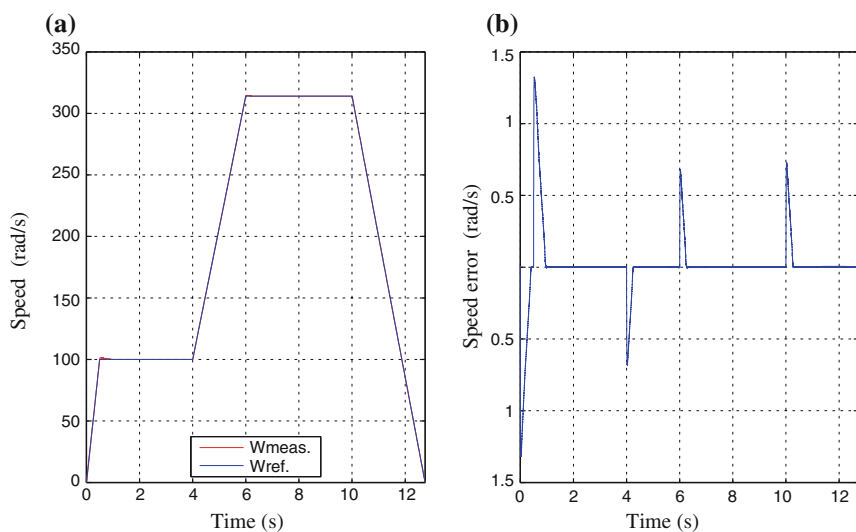 (a)
350
300
250
200
150
100
50
0
Speed (rad/s)
0 2 4 6 8 10 12
Time (s)
Wmeas.
Wref.
(b)
1.5
1
0.5
0.5
1
1.5
Speed error (rad/s)
0 2 4 6 8 10 12
Time (s)